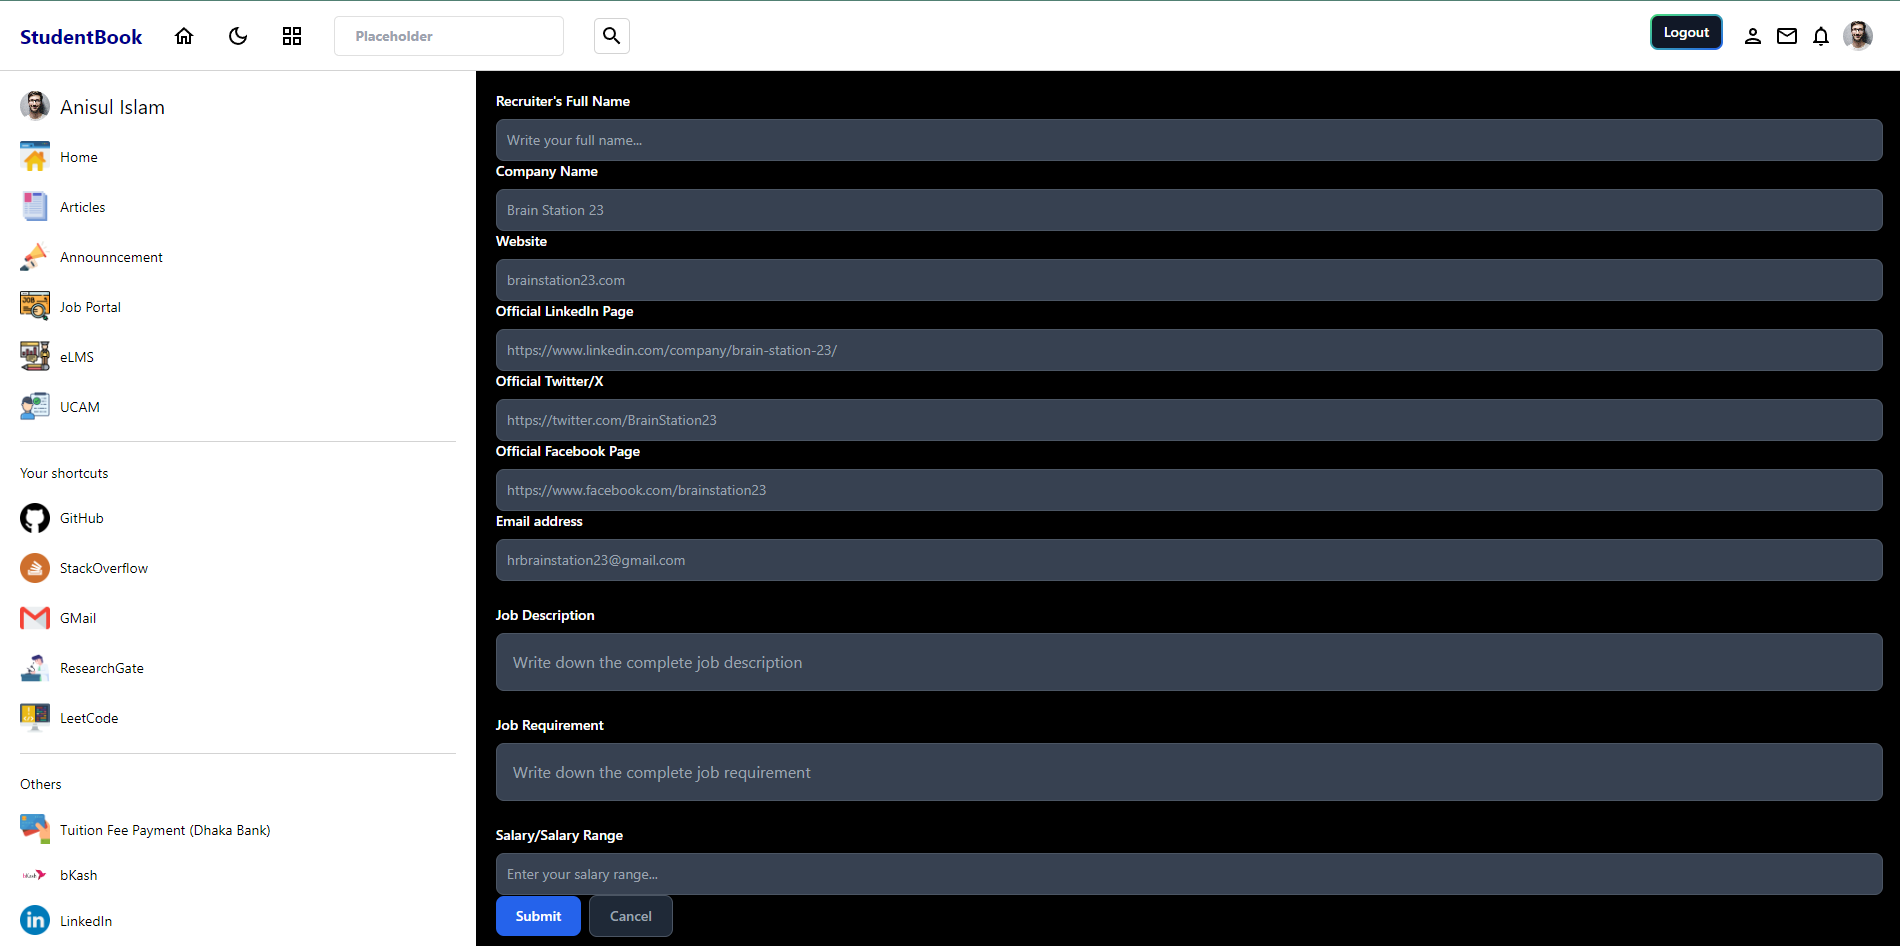 StudentBook
Placeholder
Logout
Anisul Islam
Home
Articles
Announncement
JOB
Job Portal
eLMS
UCAM
Your shortcuts
GitHub
StackOverflow
GMail
ResearchGate
LeetCode
Others
Tuition Fee Payment (Dhaka Bank)
bKash
bKash
in
LinkedIn
Recruiter's Full Name
Write your full name...
Company Name
Brain Station 23
Website
brainstation23.com
Official LinkedIn Page
https://www.linkedin.com/company/brain-station-23/
Official Twitter/X
https://twitter.com/BrainStation23
Official Facebook Page
https://www.facebook.com/brainstation23
Email address
hrbrainstation23@gmail.com
Job Description
Write down the complete job description
Job Requirement
Write down the complete job requirement
Salary/Salary Range
Enter your salary range...
Submit
Cancel